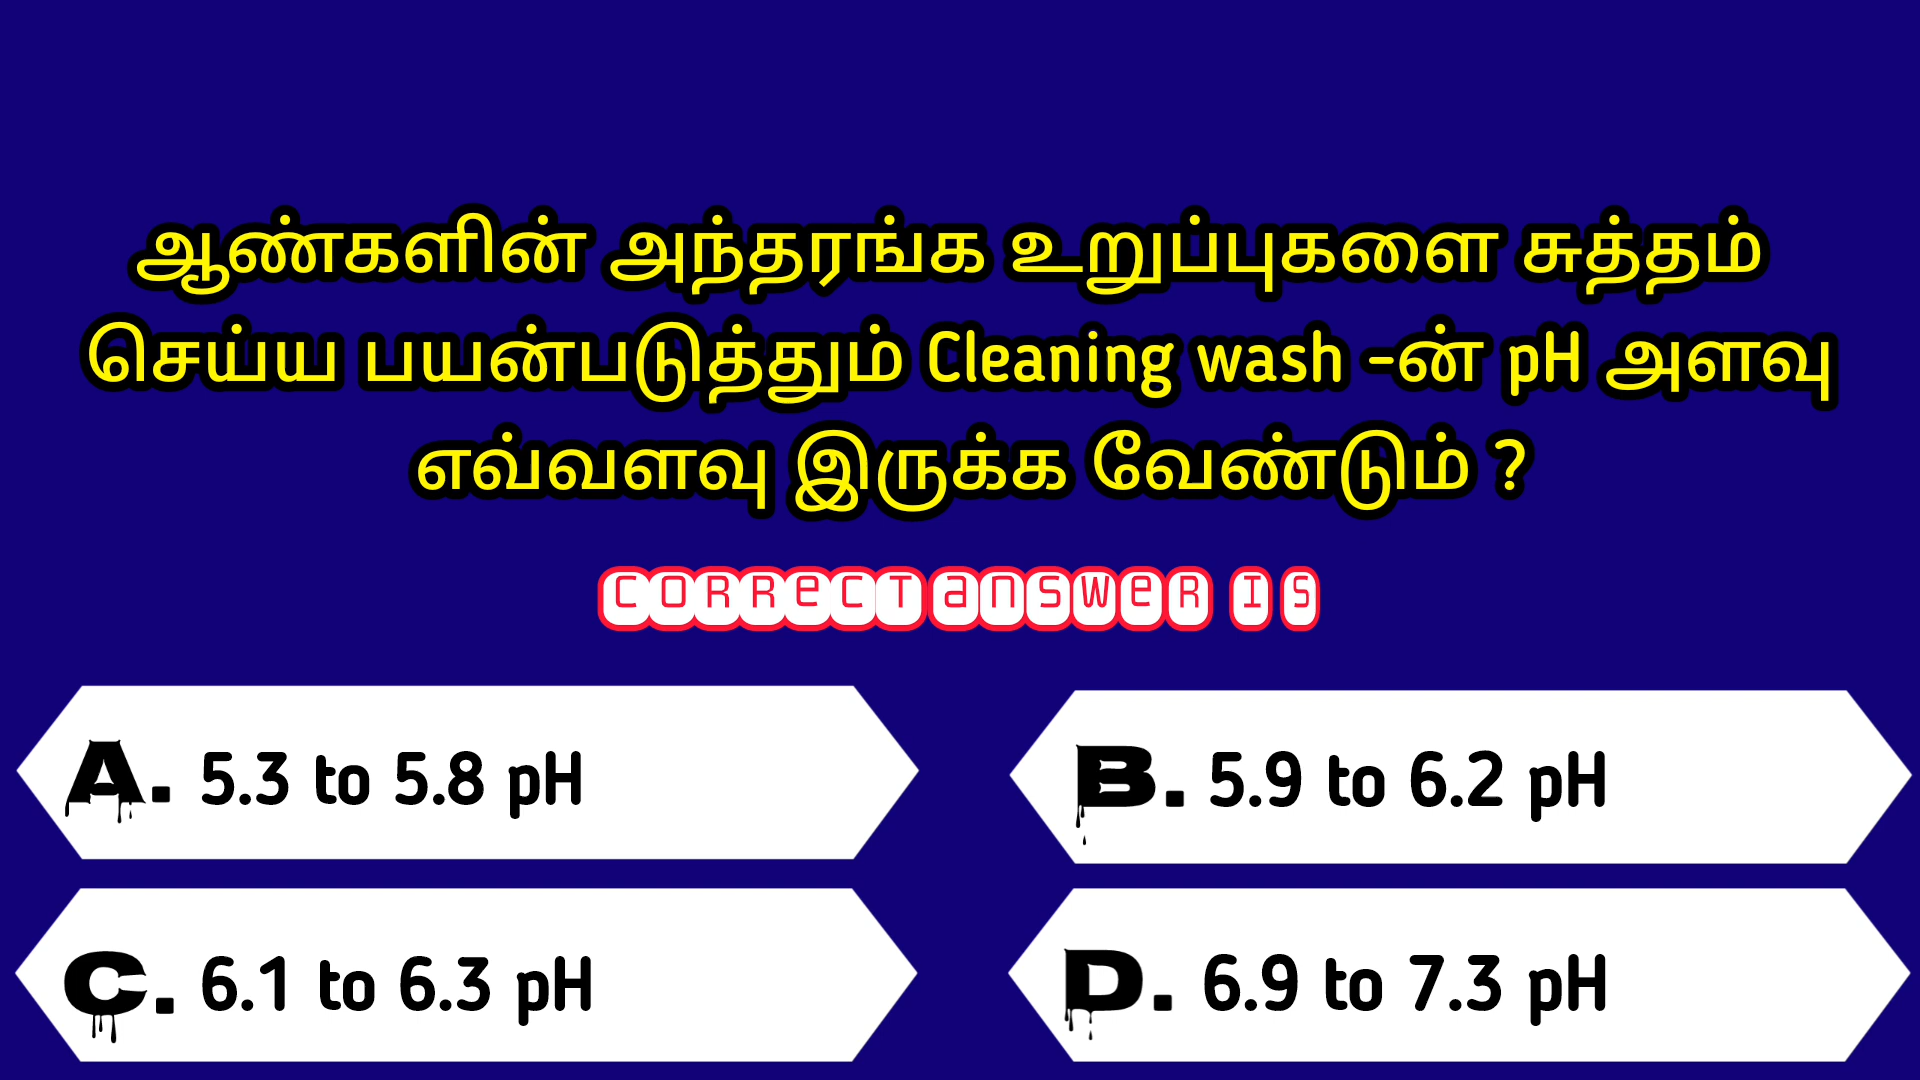 ஆண்களின் அந்தரங்க உறுப்புகளை சுத்தம்
செய்ய பயன்படுத்தும் Cleaning wash -ன் pH அளவு
எவ்வளவு இருக்க வேண்டும் ?
CORRECT ANSWER IS
A. 5.3 to 5.8 pH
B. 5.9 to 6.2 pH
C. 6.1 to 6.3 pH
D. 6.9 to 7.3 pH